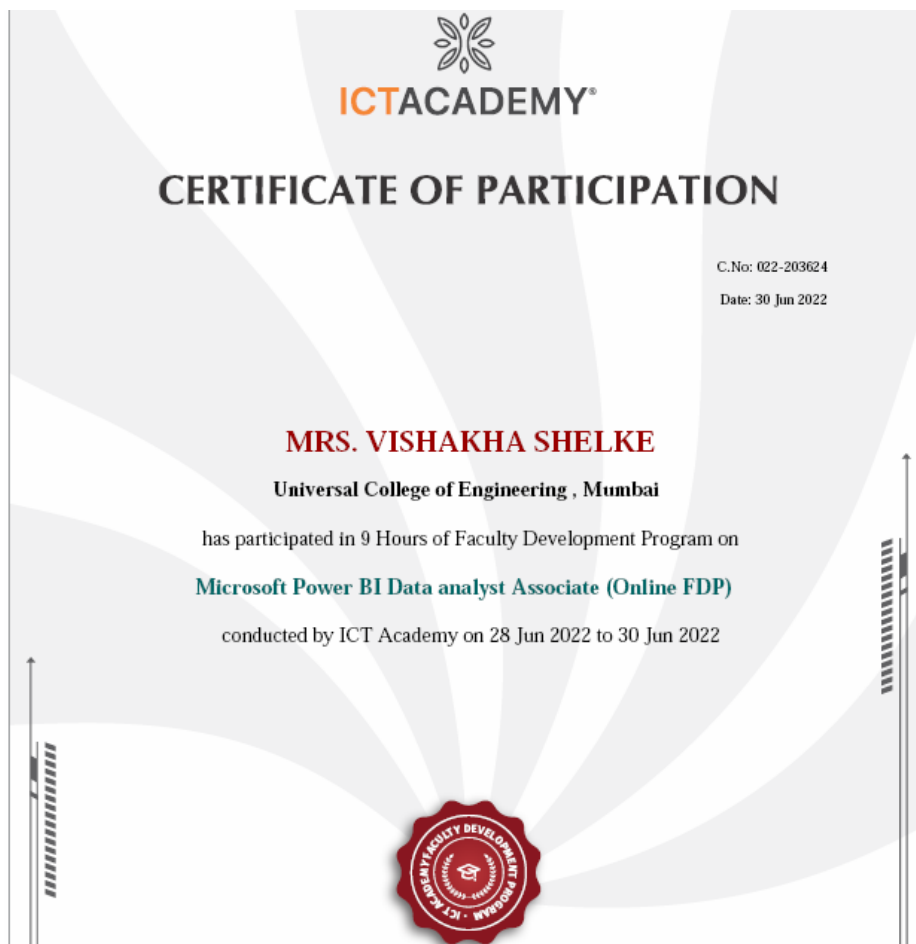 ICTACADEMY®
CERTIFICATE OF PARTICIPATION
C.No: 022-203624
Date: 30 Jun 2022
MRS. VISHAKHA SHELKE
Universal College of Engineering , Mumbai
has participated in 9 Hours of Faculty Development Program on
Microsoft Power BI Data analyst Associate (Online FDP)
conducted by ICT Academy on 28 Jun 2022 to 30 Jun 2022
FACULTY DEVELOPMENT PROGRAM • ICT ACADEMY